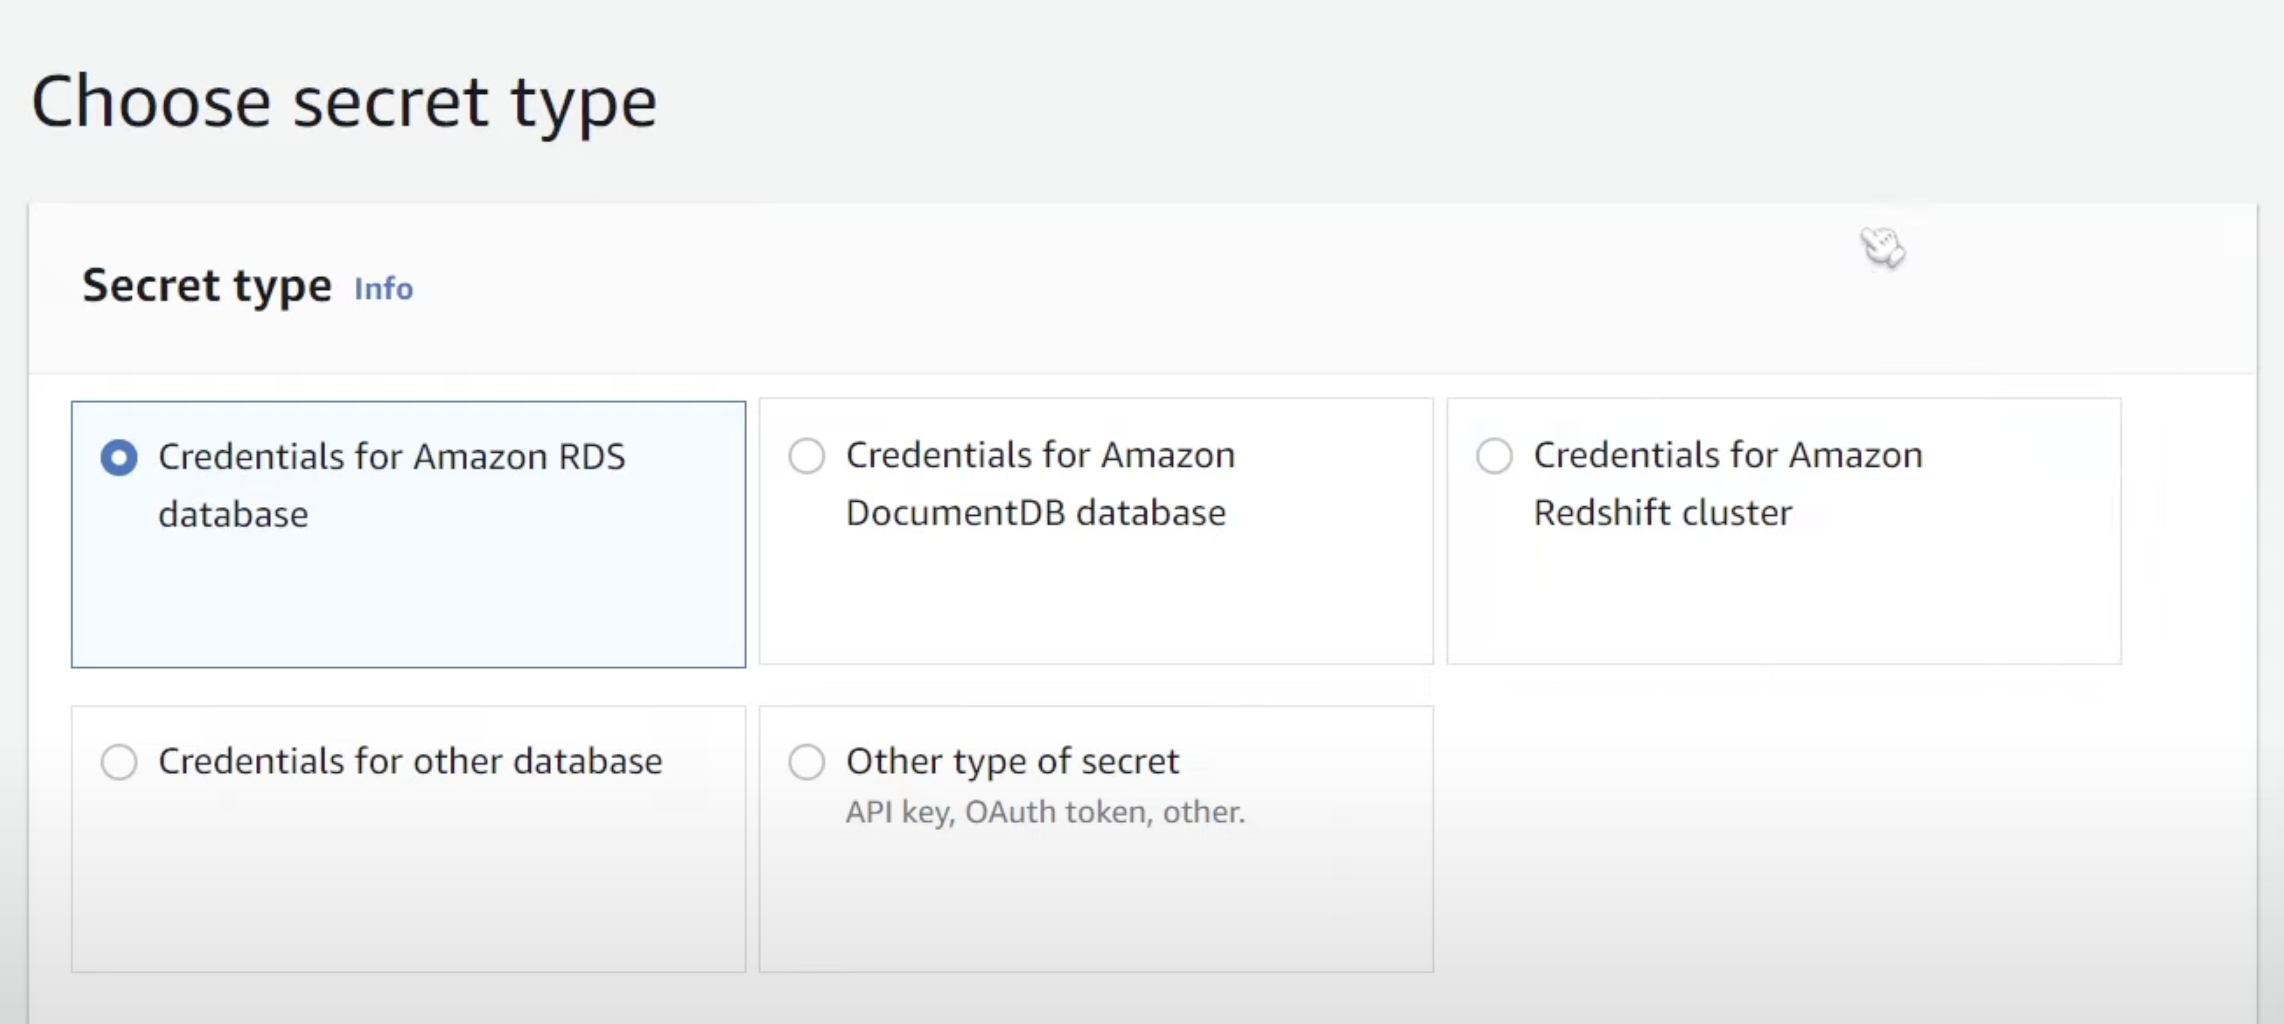 Choose secret type
Secret type Info
Credentials for Amazon RDS
database
Credentials for Amazon
DocumentDB database
Credentials for Amazon
Redshift cluster
Credentials for other database
Other type of secret
API key, OAuth token, other.